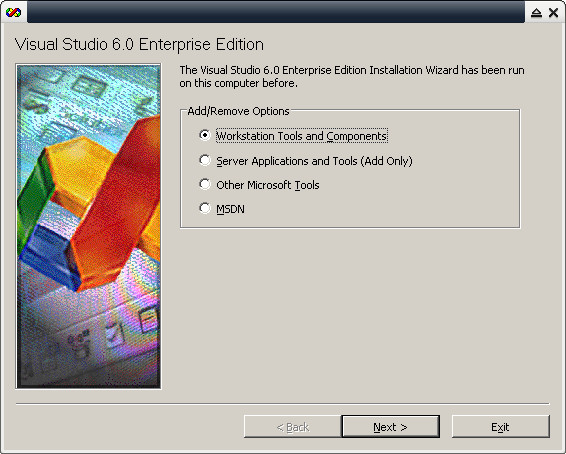 Visual Studio 6.0 Enterprise Edition
The Visual Studio 6.0 Enterprise Edition Installation Wizard has been run
on this computer before.
Add/Remove Options
Workstation Tools and Components
Server Applications and Tools (Add Only)
Other Microsoft Tools
MSDN
< Back
Next >
Exit